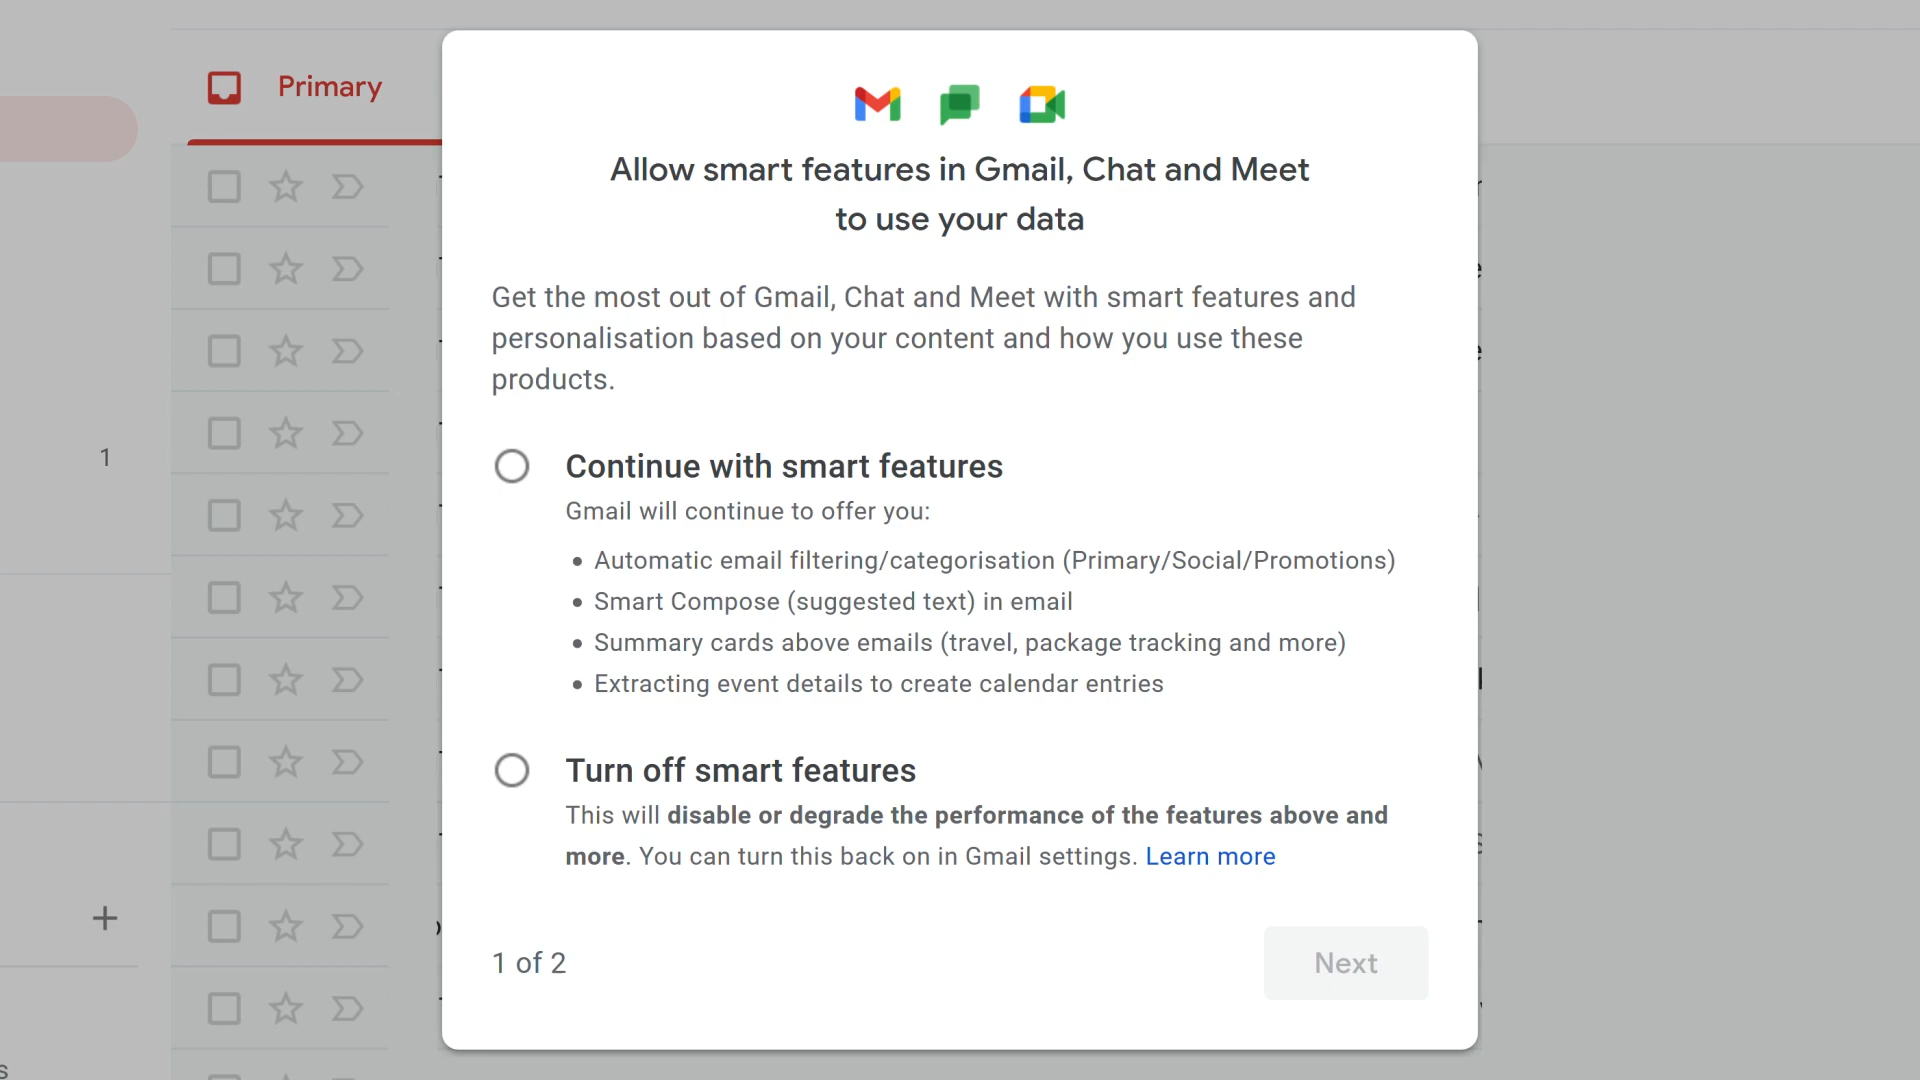 Primary
Allow smart features in Gmail, Chat and Meet
to use your data
Get the most out of Gmail, Chat and Meet with smart features and
personalisation based on your content and how you use these
products.
1
Continue with smart features
Gmail will continue to offer you:
• Automatic email filtering/categorisation (Primary/Social/Promotions)
• Smart Compose (suggested text) in email
• Summary cards above emails (travel, package tracking and more)
• Extracting event details to create calendar entries
Turn off smart features
This will disable or degrade the performance of the features above and
more. You can turn this back on in Gmail settings. Learn more
1 of 2
Next